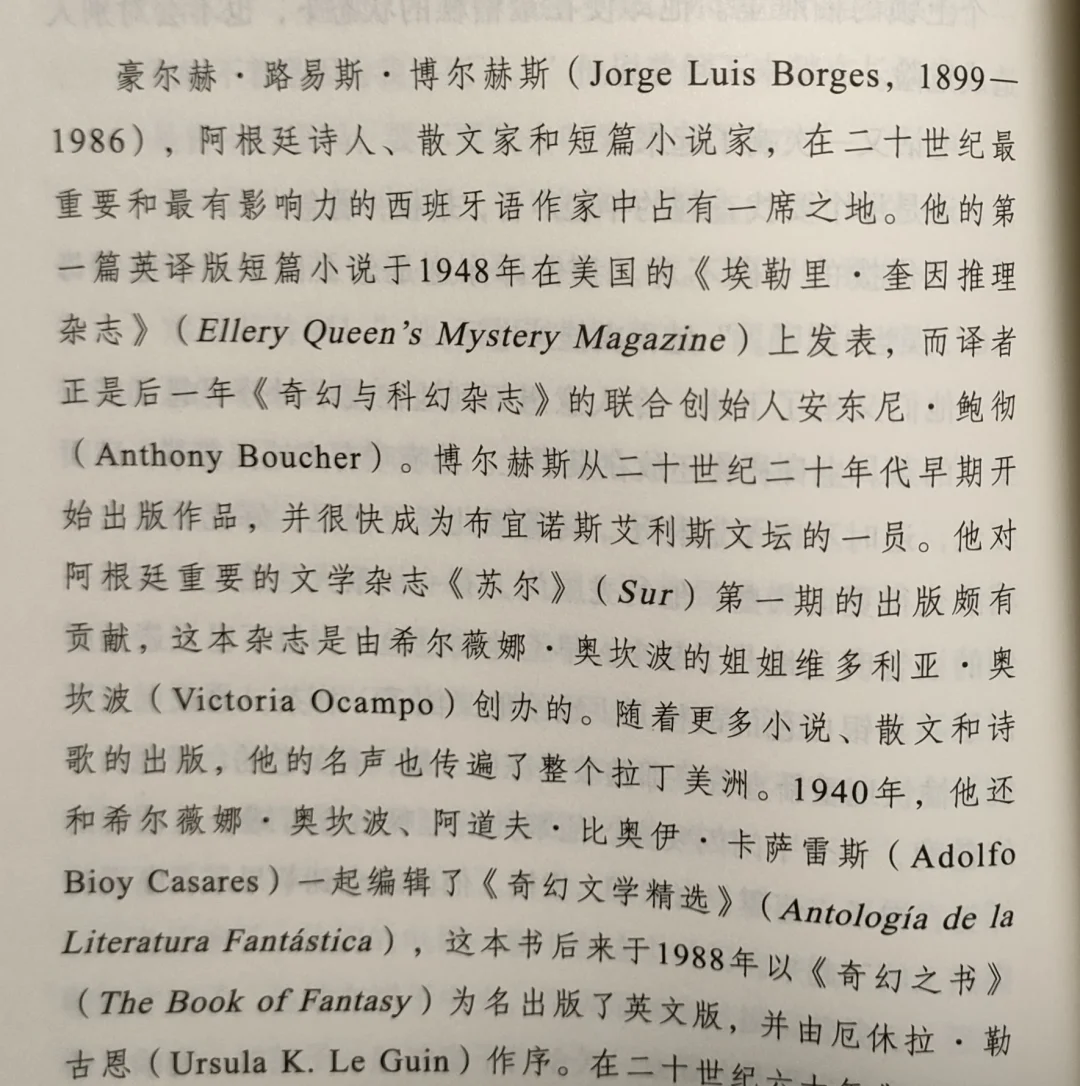 豪尔赫·路易斯·博尔赫斯（Jorge Luis Borges，1899—
1986），阿根廷诗人、散文家和短篇小说家，在二十世纪最
重要和最有影响力的西班牙语作家中占有一席之地。他的第
一篇英译版短篇小说于1948年在美国的《埃勒里·奎因推理
杂志》（Ellery Queen's Mystery Magazine）上发表，而译者
正是后一年《奇幻与科幻杂志》的联合创始人安东尼·鲍彻
（Anthony Boucher）。博尔赫斯从二十世纪二十年代早期开
始出版作品，并很快成为布宜诺斯艾利斯文坛的一员。他对
阿根廷重要的文学杂志《苏尔》（Sur）第一期的出版颇有
贡献，这本杂志是由希尔薇娜·奥坎波的姐姐维多利亚·奥
坎波（Victoria Ocampo）创办的。随着更多小说、散文和诗
歌的出版，他的名声也传遍了整个拉丁美洲。1940年，他还
和希尔薇娜·奥坎波、阿道夫·比奥伊·卡萨雷斯（Adolfo
Bioy Casares）一起编辑了《奇幻文学精选》（Antología de la
Literatura Fantástica），这本书后来于1988年以《奇幻之书》
（The Book of Fantasy）为名出版了英文版，并由厄休拉·勒
古恩（Ursula K. Le Guin）作序。在二十世纪六十年